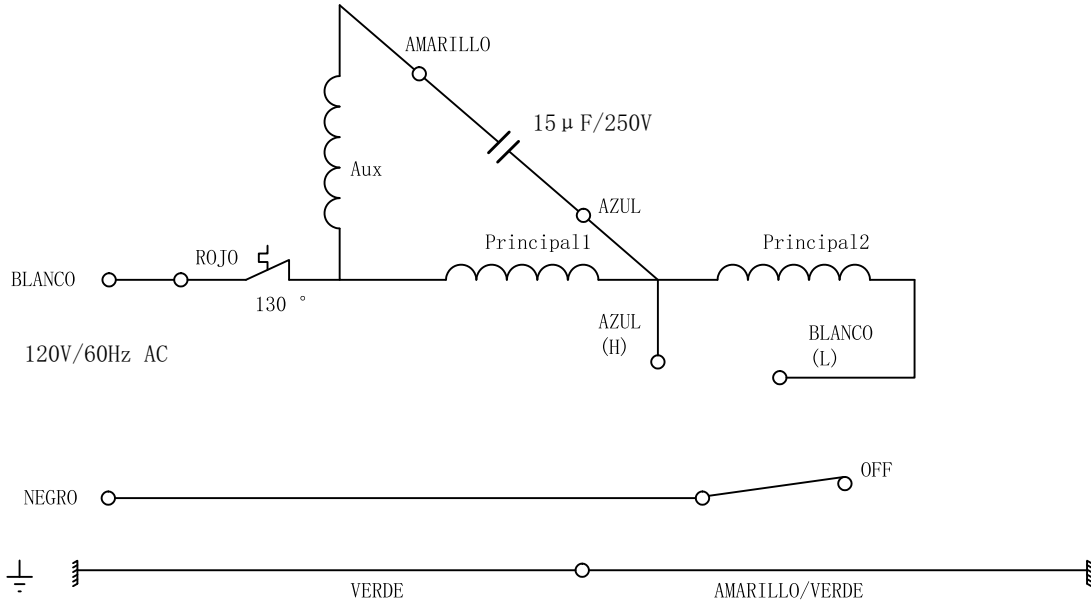 AMARILLO
15μF/250V
Aux
AZUL
Principal1
Principal2
ROJO
BLANCO
130 °
AZUL
(H)
BLANCO
(L)
120V/60Hz AC
OFF
NEGRO
VERDE
AMARILLO/VERDE